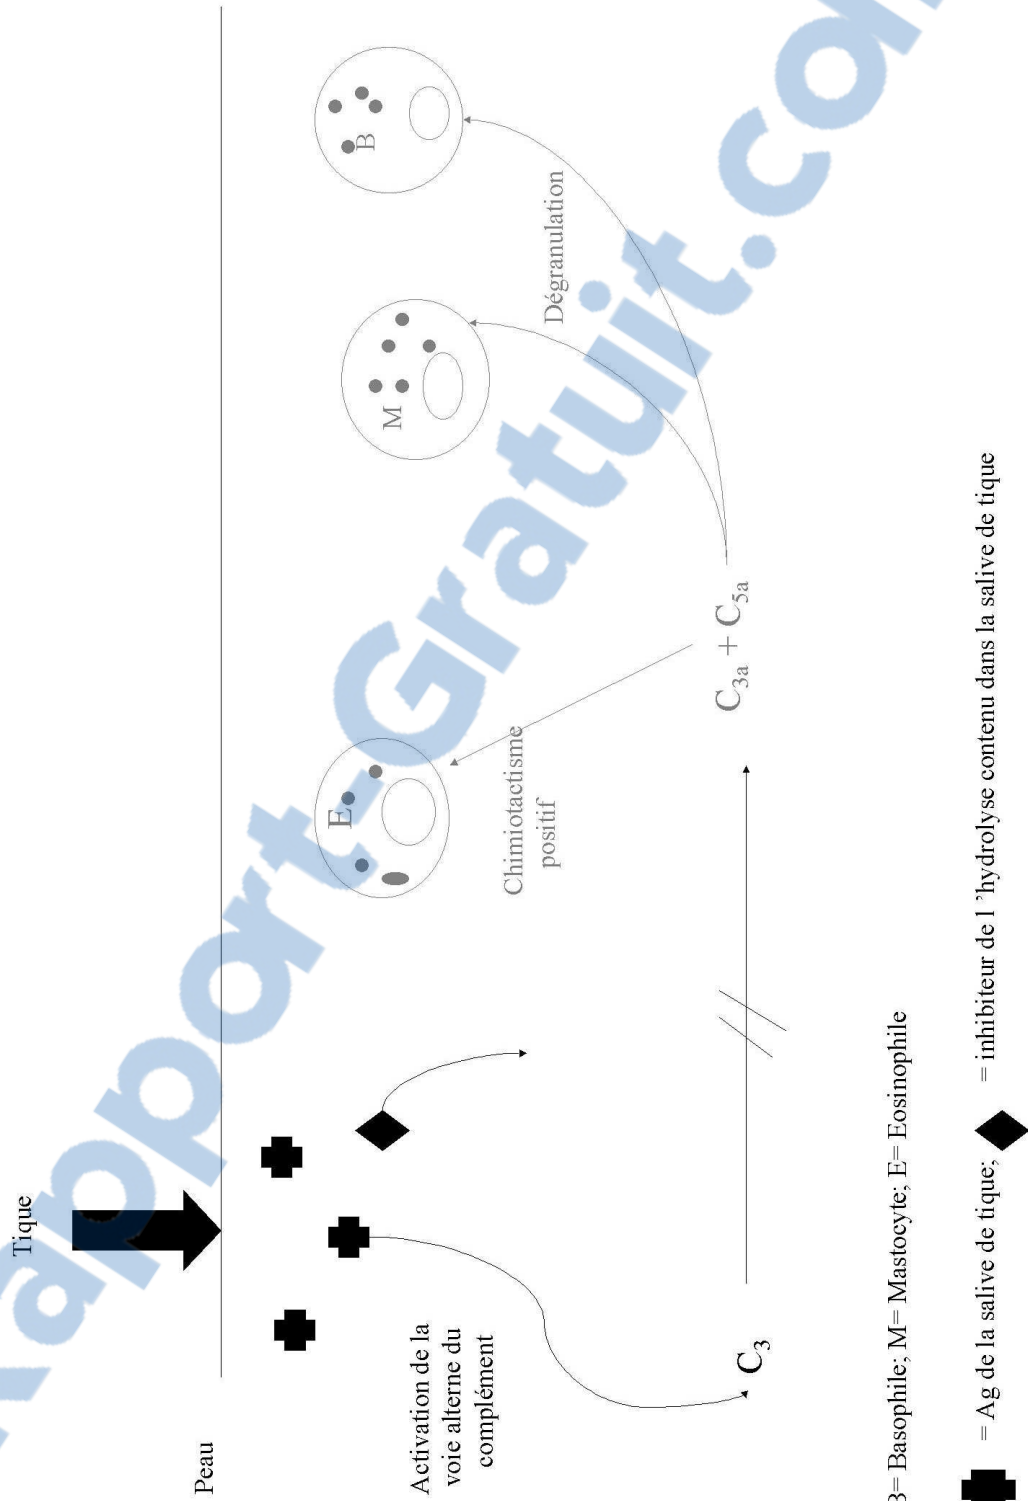 Tique
Peau
Activation de la
voie alterne du
complément
E
M
B
Chimiotactisme
positif
Dégranulation
C3
C3a + C5a
B= Basophile; M= Mastocyte; E= Eosinophile
= Ag de la salive de tique;
= inhibiteur de l ’hydrolyse contenu dans la salive de tique
Rapport-Gratuit.com